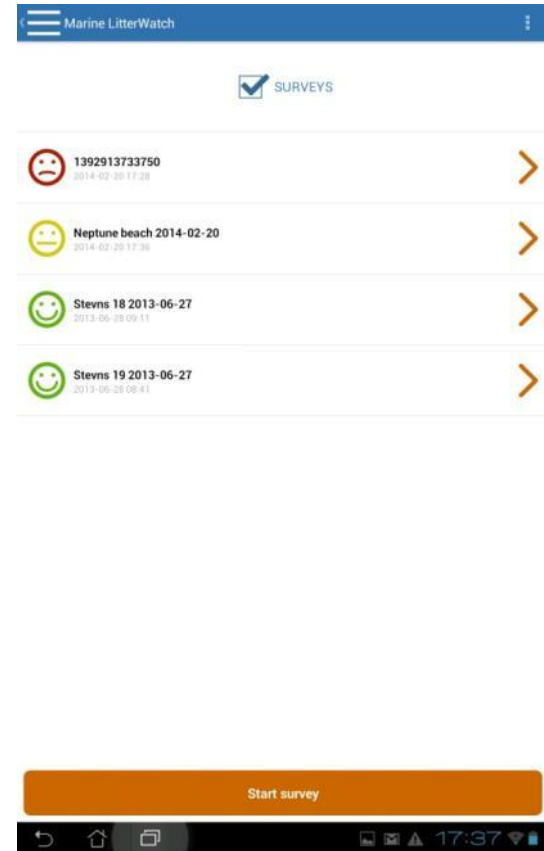 Marine LitterWatch
SURVEYS
1392913733750
2014-02-20 17:28
Neptune beach 2014-02-20
2014-02-20 17:36
Stevns 18 2013-06-27
2013-06-28 09:11
Stevns 19 2013-06-27
2013-06-28 08:41
Start survey
17:37